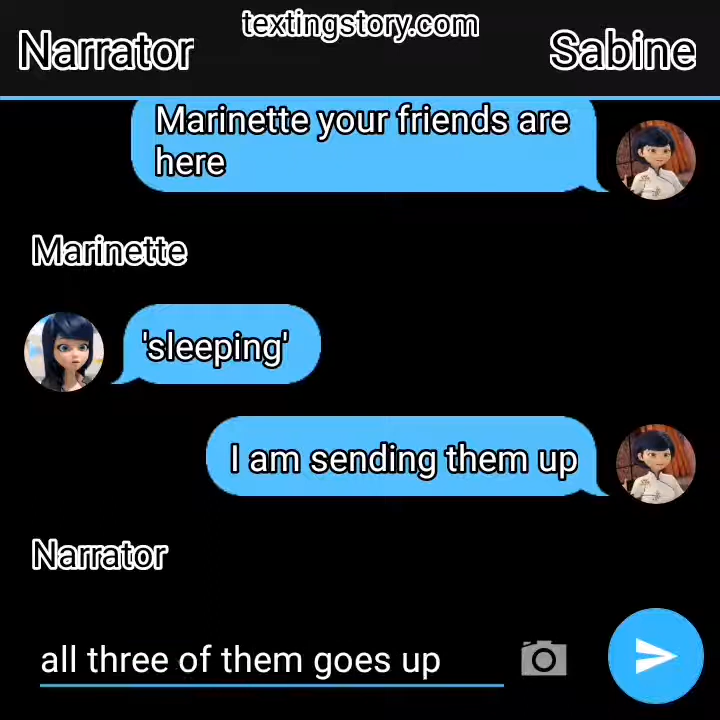 textingstory.com
Narrator
Sabine
Marinette your friends are
here
Marinette
'sleeping'
I am sending them up
Narrator
all three of them goes up